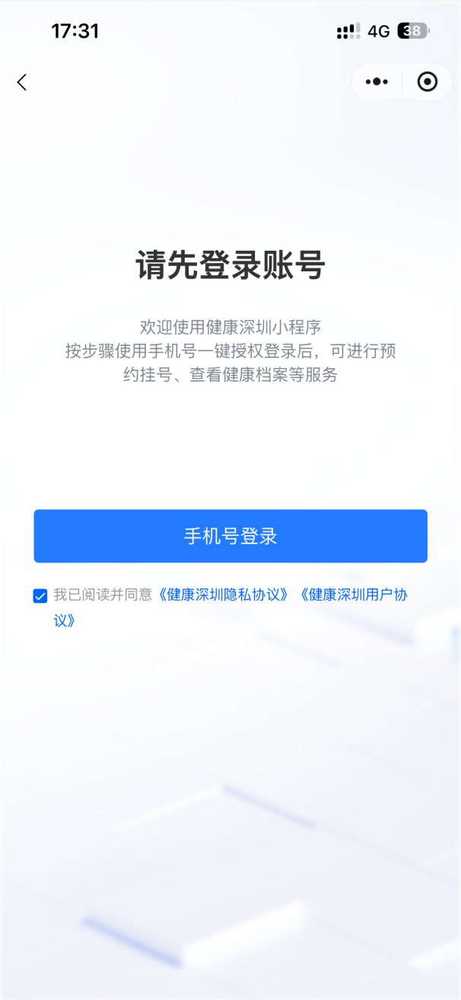 17:31
4G
38
请先登录账号
欢迎使用健康深圳小程序
按步骤使用手机号一键授权登录后，可进行预
约挂号、查看健康档案等服务
手机号登录
我已阅读并同意《健康深圳隐私协议》《健康深圳用户协
议》